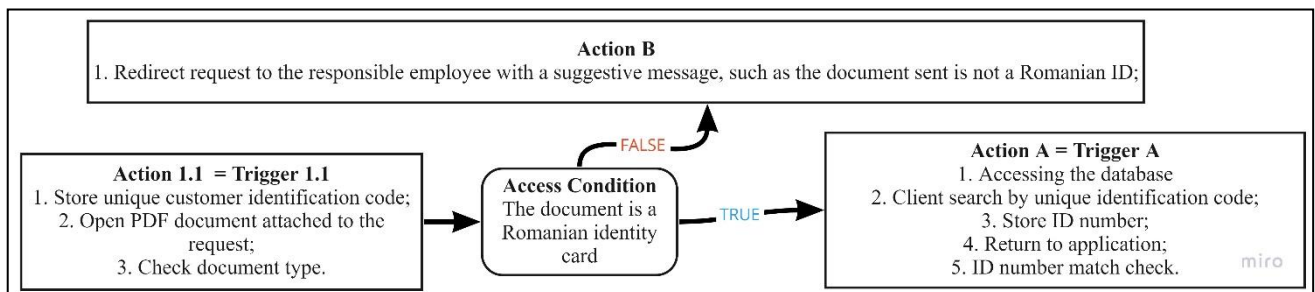 Action B
1. Redirect request to the responsible employee with a suggestive message, such as the document sent is not a Romanian ID;
FALSE
Action 1.1 = Trigger 1.1
1. Store unique customer identification code;
2. Open PDF document attached to the
request;
3. Check document type.
Access Condition
The document is a
Romanian identity
card
TRUE
Action A = Trigger A
1. Accessing the database
2. Client search by unique identification code;
3. Store ID number;
4. Return to application;
5. ID number match check.
miro